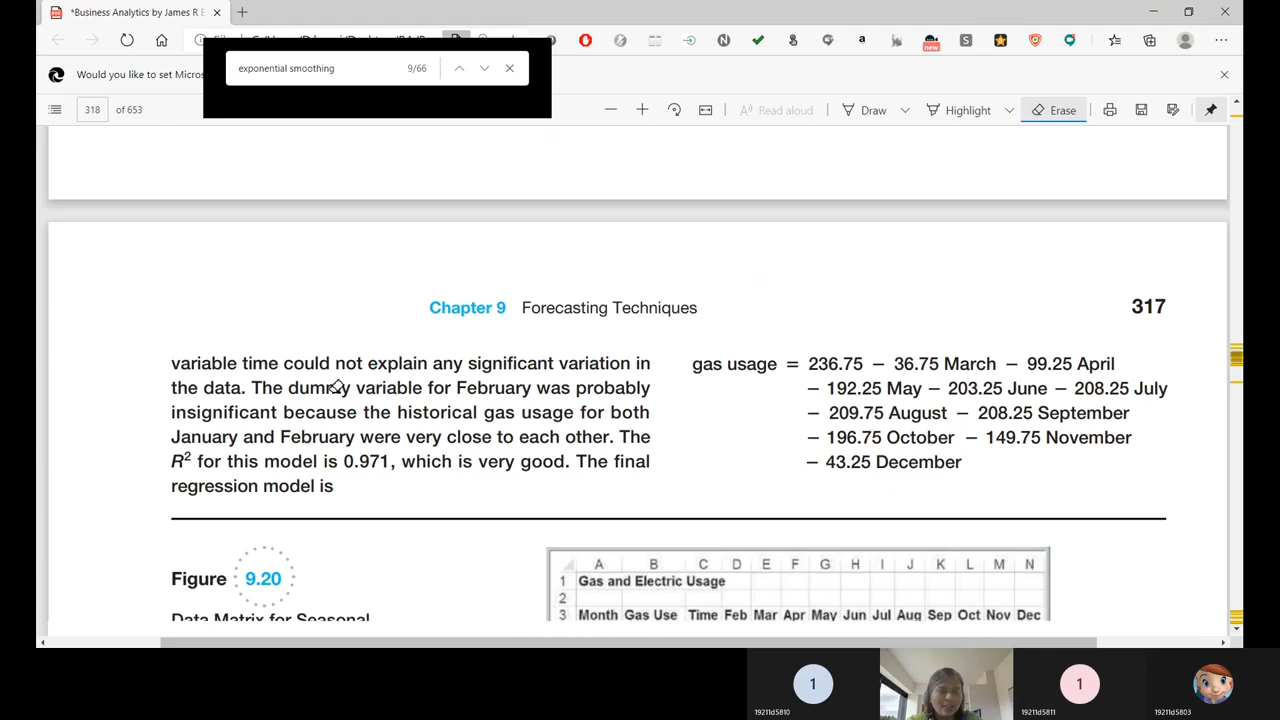 *Business Analytics by James R E
exponential smoothing
9/66
new
Would you like to set Micros
318 of 653
Read aloud
Draw
Highlight
Erase
Chapter 9 Forecasting Techniques
317
variable time could not explain any significant variation in
the data. The dummy variable for February was probably
insignificant because the historical gas usage for both
January and February were very close to each other. The
R² for this model is 0.971, which is very good. The final
regression model is
gas usage = 236.75 − 36.75 March − 99.25 April
− 192.25 May − 203.25 June − 208.25 July
− 209.75 August − 208.25 September
− 196.75 October − 149.75 November
− 43.25 December
Figure 9.20
Data Matrix for Seasonal
A B C D E F G H I J K L M N
1 Gas and Electric Usage
2
3 Month Gas Use Time Feb Mar Apr May Jun Jul Aug Sep Oct Nov Dec
1
1
19211d5810
19211d5811
19211d5803